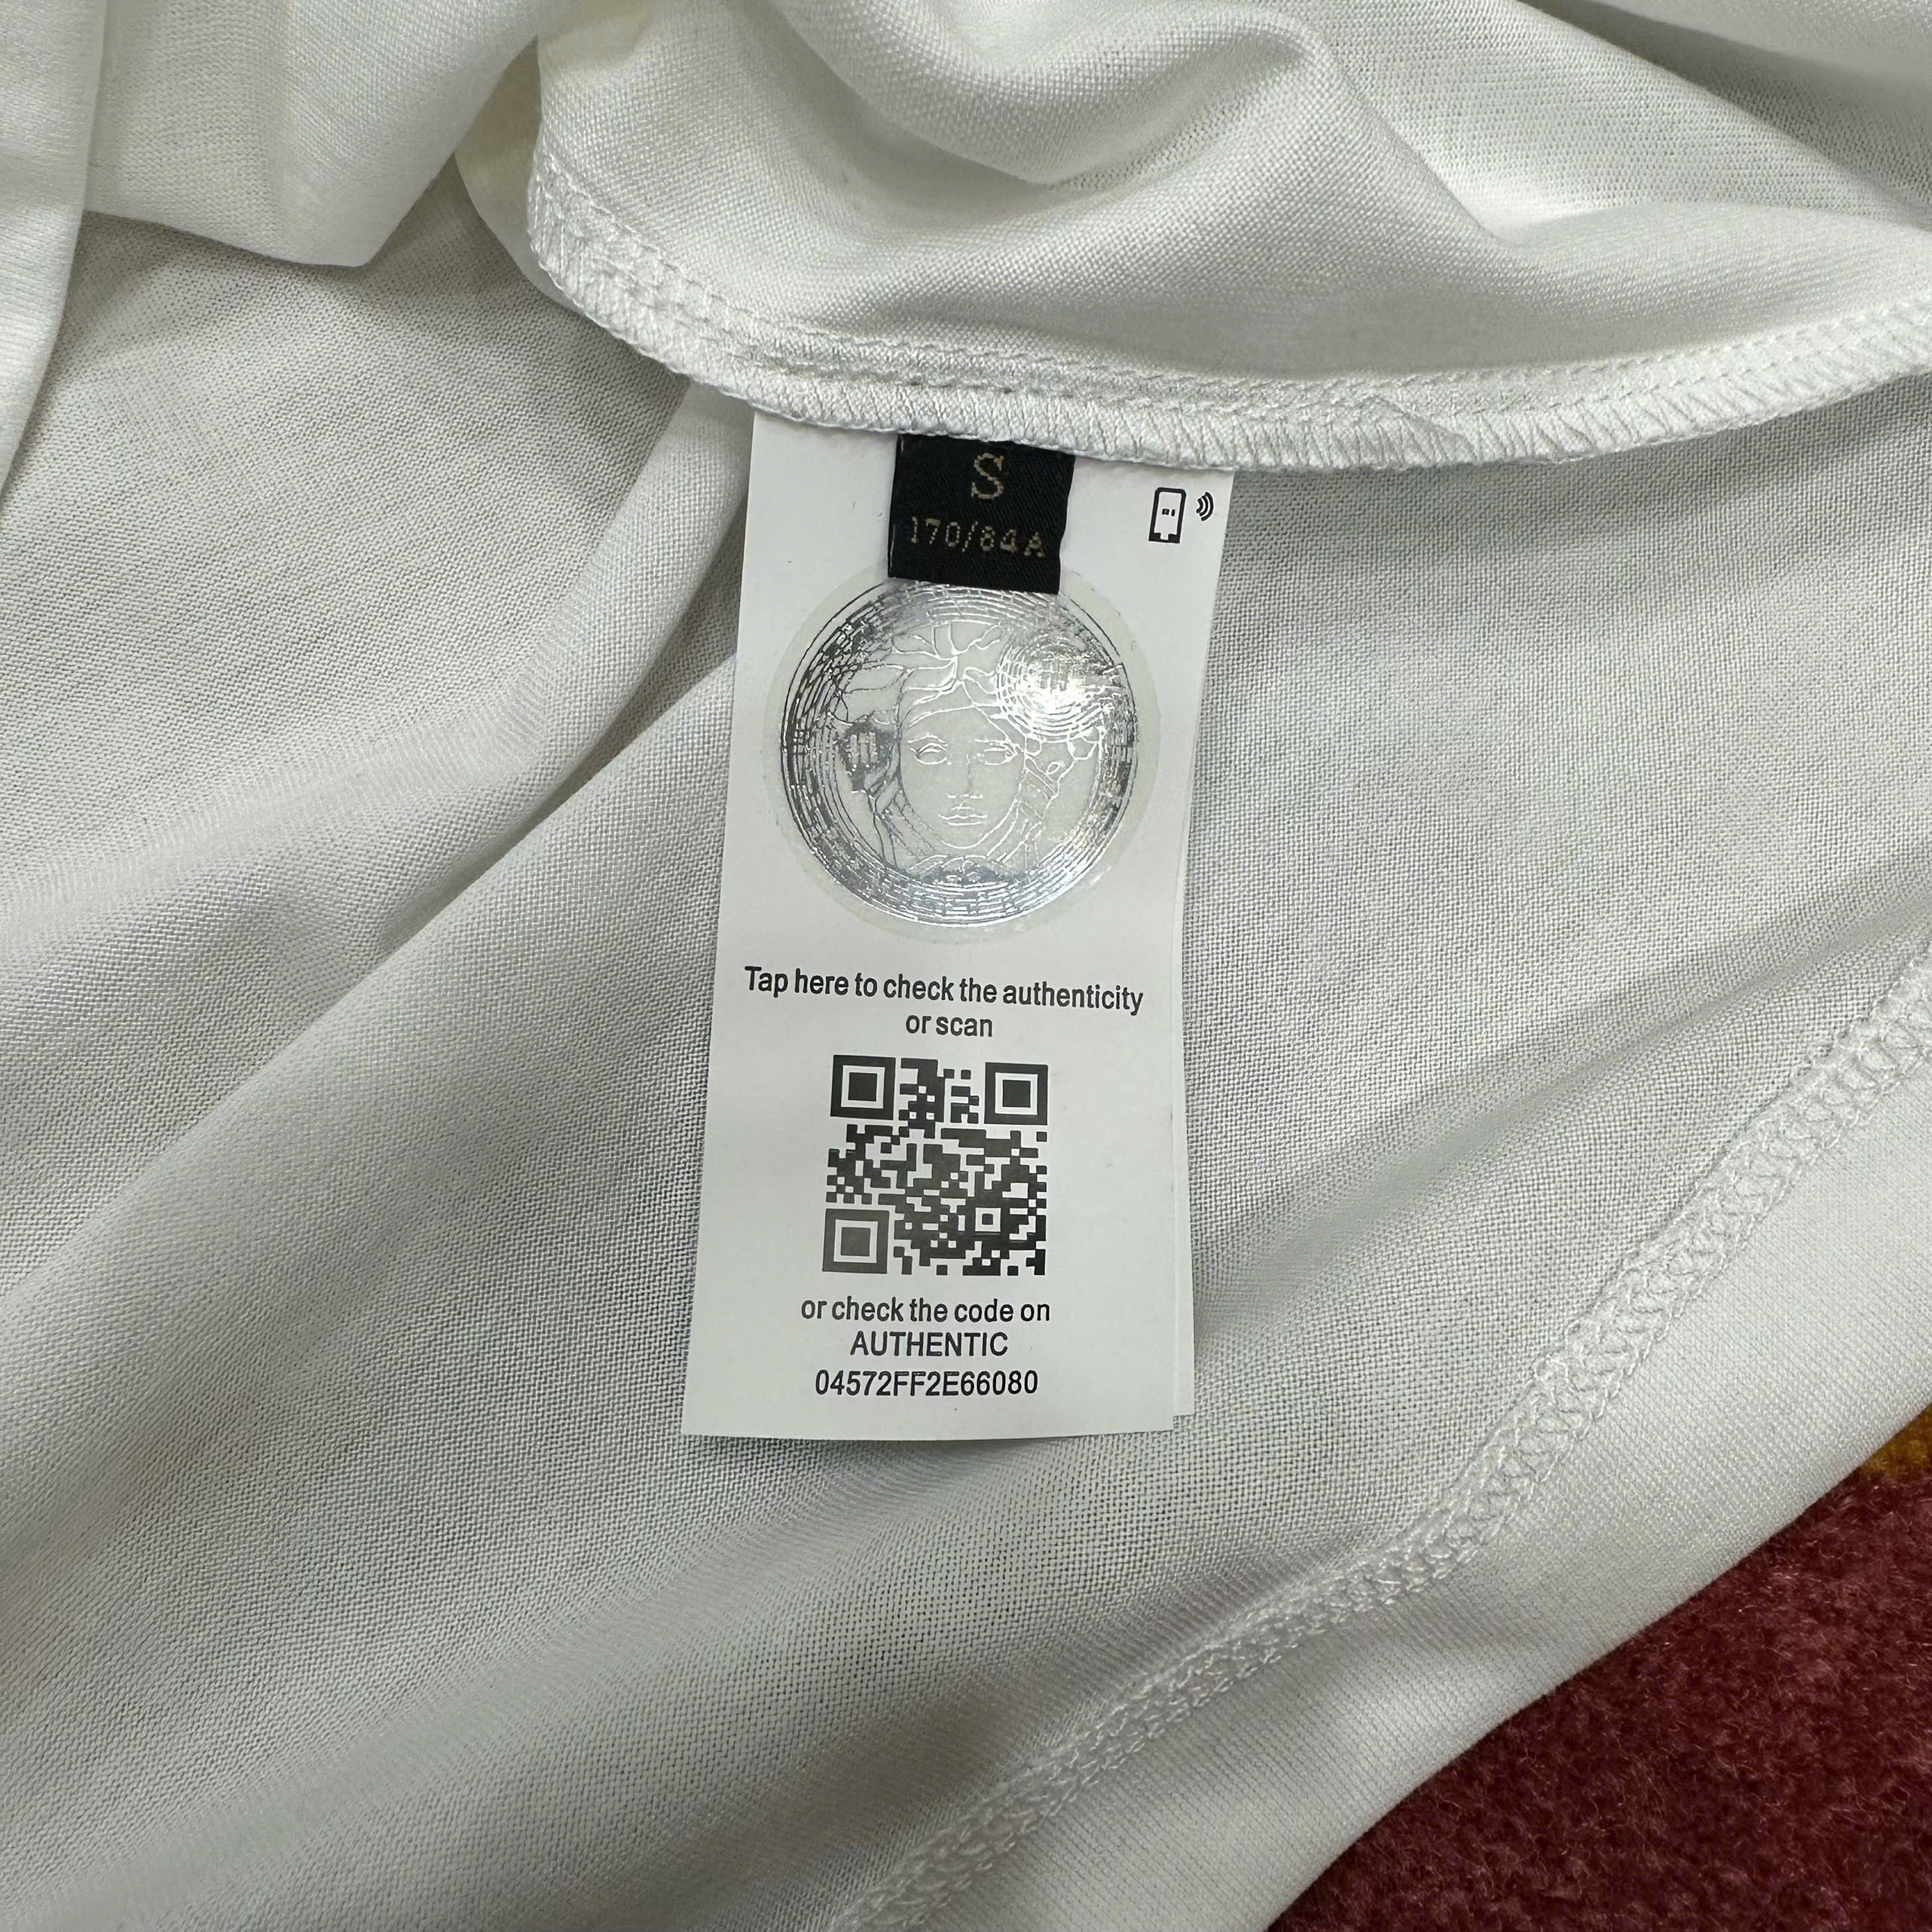 S
170/84A
Tap here to check the authenticity
or scan
or check the code on
AUTHENTIC
04572FF2E66080